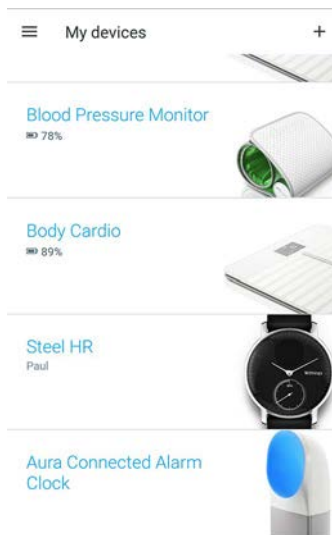 My devices
Blood Pressure Monitor
78%
Body Cardio
89%
Steel HR
Paul
Aura Connected Alarm
Clock